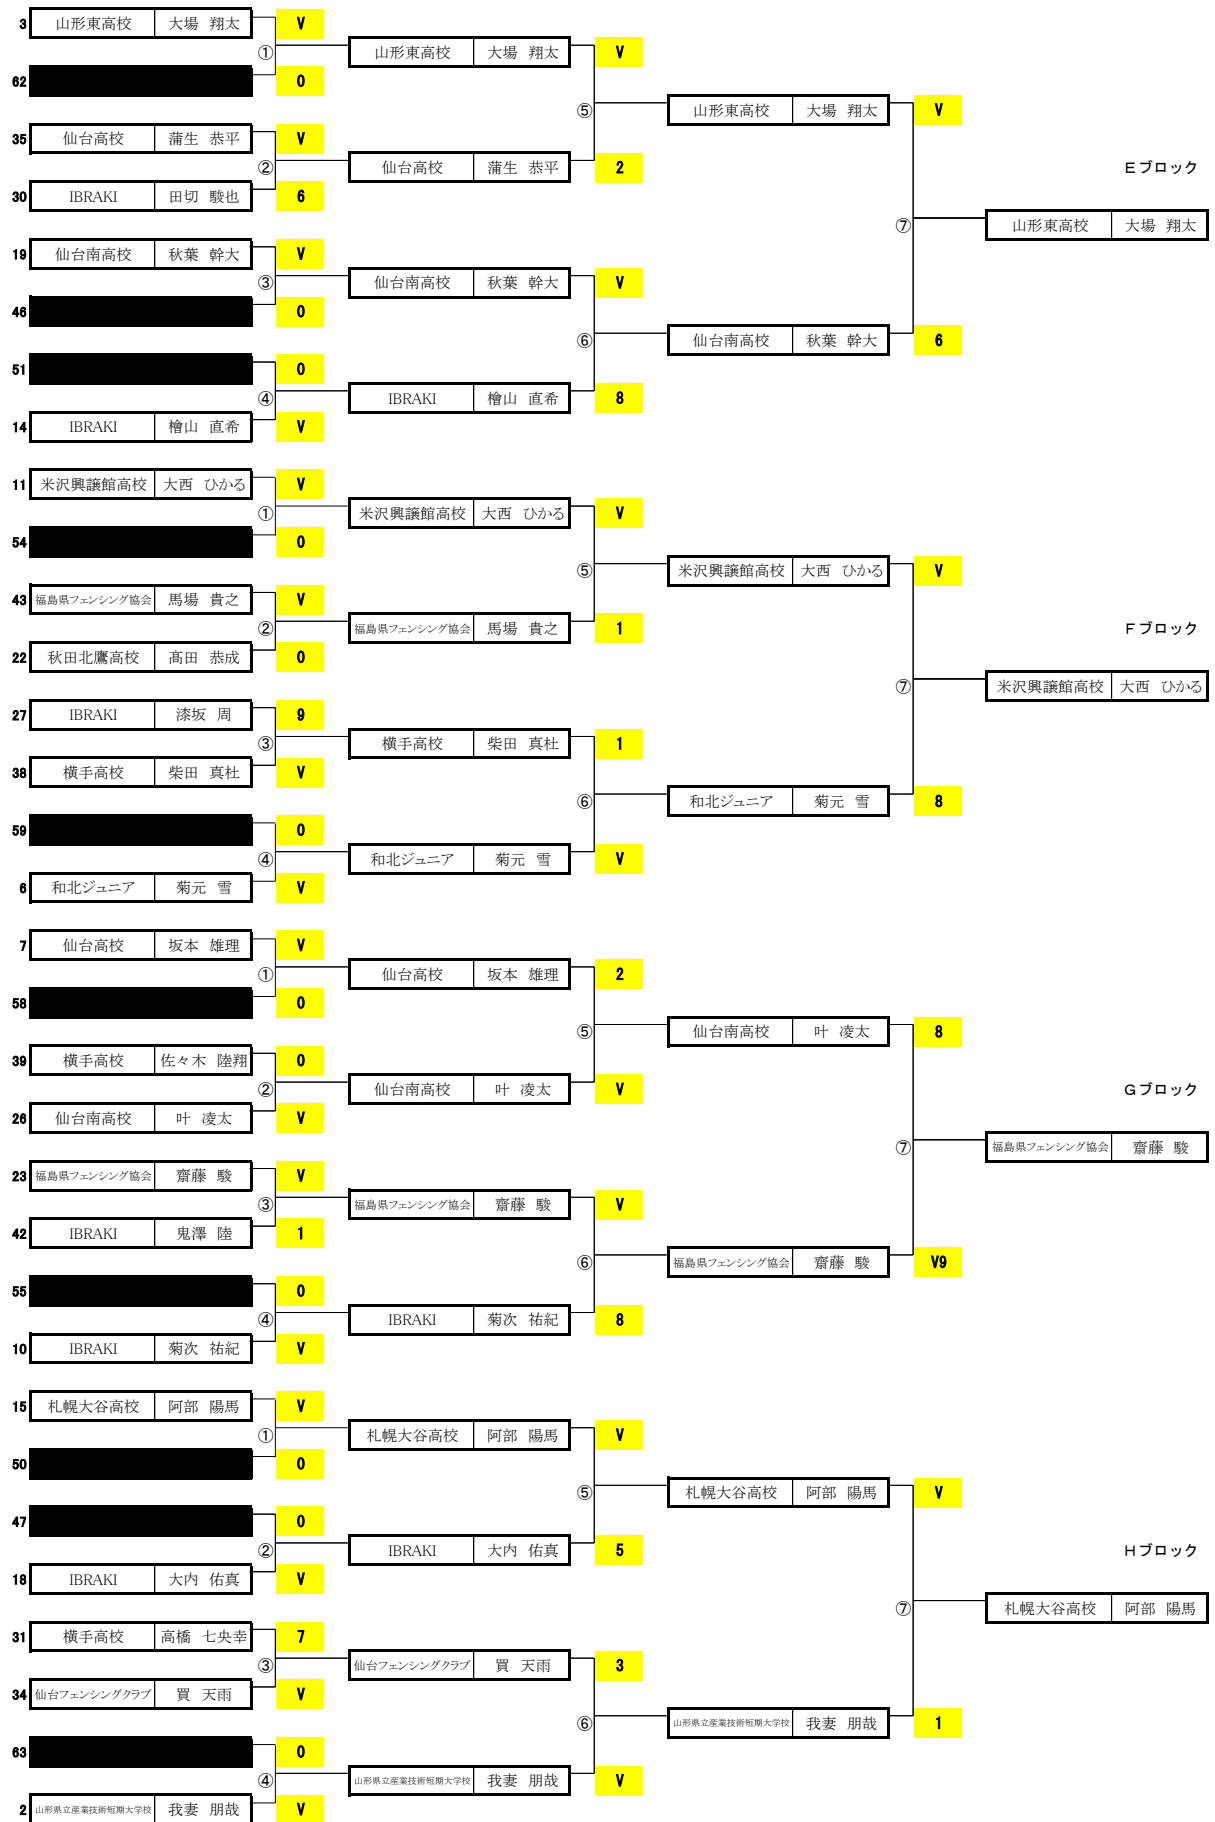 3 山形東高校 大場 翔太 V
① 山形東高校 大場 翔太 V
62 0
⑤ 山形東高校 大場 翔太 V
35 仙台高校 蒲生 恭平 V
② 仙台高校 蒲生 恭平 2
Eブロック
30 IBRAKI 田切 駿也 6
⑦ 山形東高校 大場 翔太
19 仙台南高校 秋葉 幹大 V
③ 仙台南高校 秋葉 幹大 V
46 0
⑥ 仙台南高校 秋葉 幹大 6
51 0
④ IBRAKI 檜山 直希 8
14 IBRAKI 檜山 直希 V
11 米沢興譲館高校 大西 ひかる V
① 米沢興譲館高校 大西 ひかる V
54 0
⑤ 米沢興譲館高校 大西 ひかる V
43 福島県フェンシング協会 馬場 貴之 V
② 福島県フェンシング協会 馬場 貴之 1
Fブロック
22 秋田北鷹高校 髙田 恭成 0
⑦ 米沢興譲館高校 大西 ひかる
27 IBRAKI 漆坂 周 9
③ 横手高校 柴田 真杜 1
38 横手高校 柴田 真杜 V
⑥ 和北ジュニア 菊元 雪 8
59 0
④ 和北ジュニア 菊元 雪 V
6 和北ジュニア 菊元 雪 V
7 仙台高校 坂本 雄理 V
① 仙台高校 坂本 雄理 2
58 0
⑤ 仙台南高校 叶 凌太 8
39 横手高校 佐々木 陸翔 0
② 仙台南高校 叶 凌太 V
Gブロック
26 仙台南高校 叶 凌太 V
⑦ 福島県フェンシング協会 齋藤 駿
23 福島県フェンシング協会 齋藤 駿 V
③ 福島県フェンシング協会 齋藤 駿 V
42 IBRAKI 鬼澤 陸 1
⑥ 福島県フェンシング協会 齋藤 駿 V9
55 0
④ IBRAKI 菊次 祐紀 8
10 IBRAKI 菊次 祐紀 V
15 札幌大谷高校 阿部 陽馬 V
① 札幌大谷高校 阿部 陽馬 V
50 0
⑤ 札幌大谷高校 阿部 陽馬 V
47 0
② IBRAKI 大内 佑真 5
Hブロック
18 IBRAKI 大内 佑真 V
⑦ 札幌大谷高校 阿部 陽馬
31 横手高校 高橋 七央幸 7
③ 仙台フェンシングクラブ 買 天雨 3
34 仙台フェンシングクラブ 買 天雨 V
⑥ 山形県立産業技術短期大学校 我妻 朋哉 1
63 0
④ 山形県立産業技術短期大学校 我妻 朋哉 V
2 山形県立産業技術短期大学校 我妻 朋哉 V